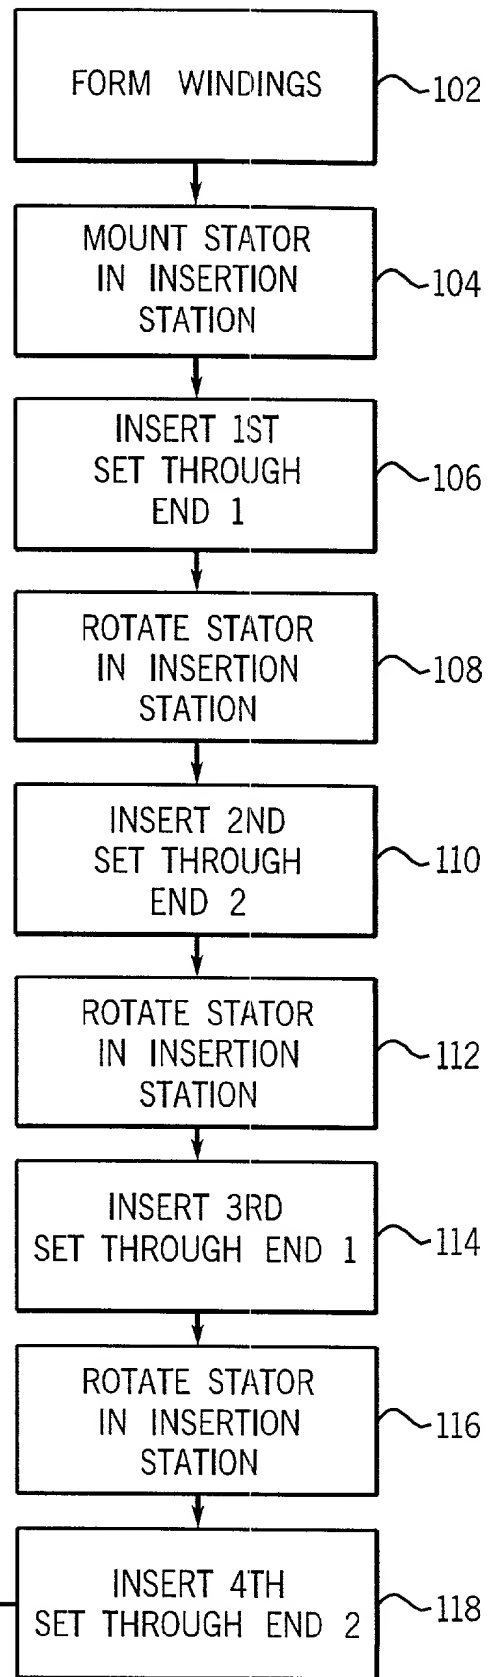 FORM WINDINGS
102
MOUNT STATOR
IN INSERTION
STATION
104
INSERT 1ST
SET THROUGH
END 1
106
ROTATE STATOR
IN INSERTION
STATION
108
INSERT 2ND
SET THROUGH
END 2
110
ROTATE STATOR
IN INSERTION
STATION
112
INSERT 3RD
SET THROUGH END 1
114
ROTATE STATOR
IN INSERTION
STATION
116
INSERT 4TH
SET THROUGH END 2
118